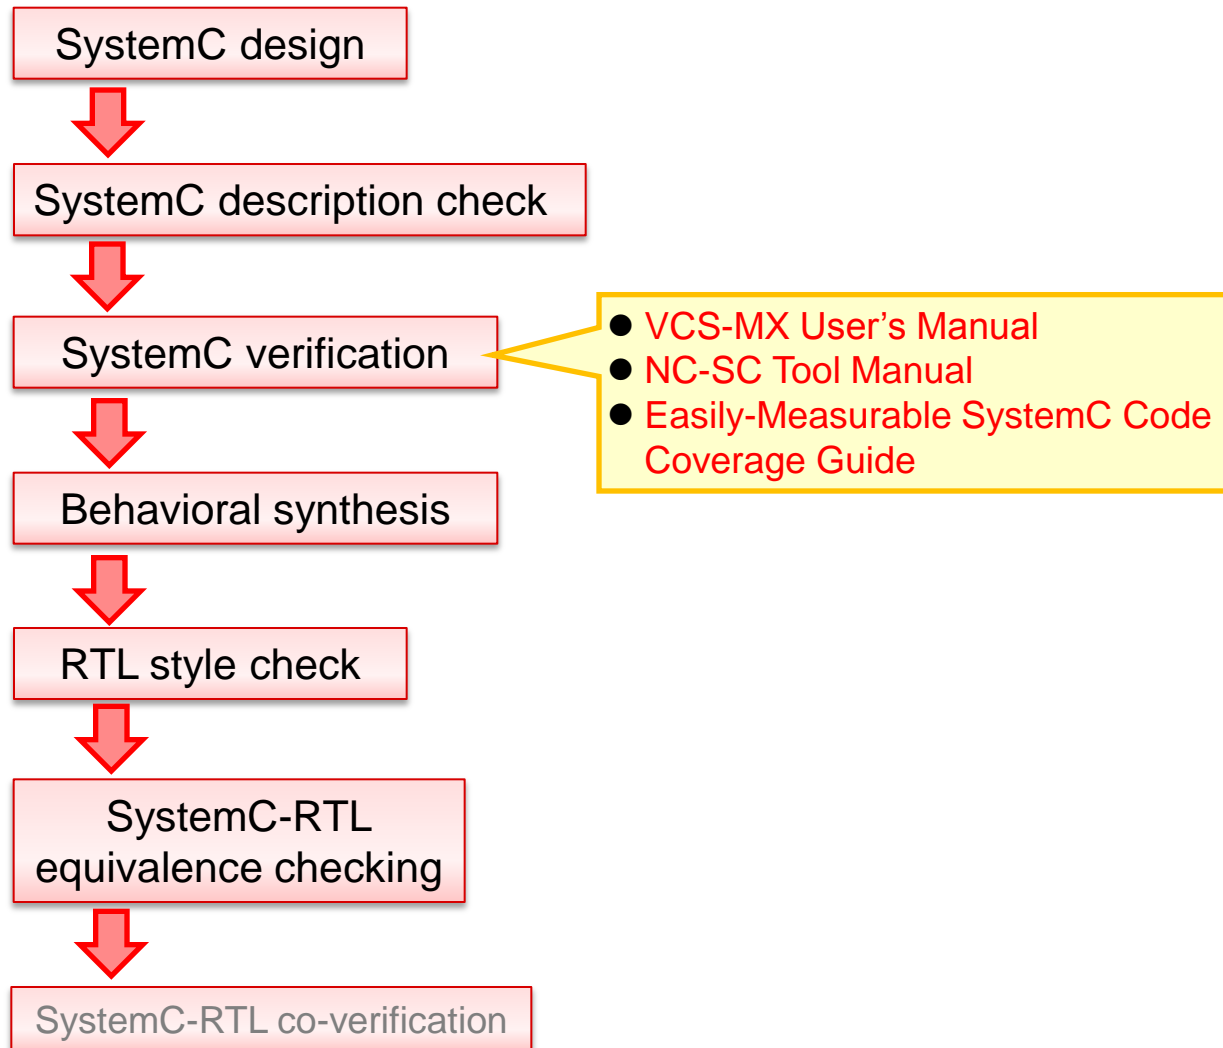 SystemC design
SystemC description check
SystemC verification
● VCS-MX User’s Manual
● NC-SC Tool Manual
● Easily-Measurable SystemC Code
Coverage Guide
Behavioral synthesis
RTL style check
SystemC-RTL
equivalence checking
SystemC-RTL co-verification